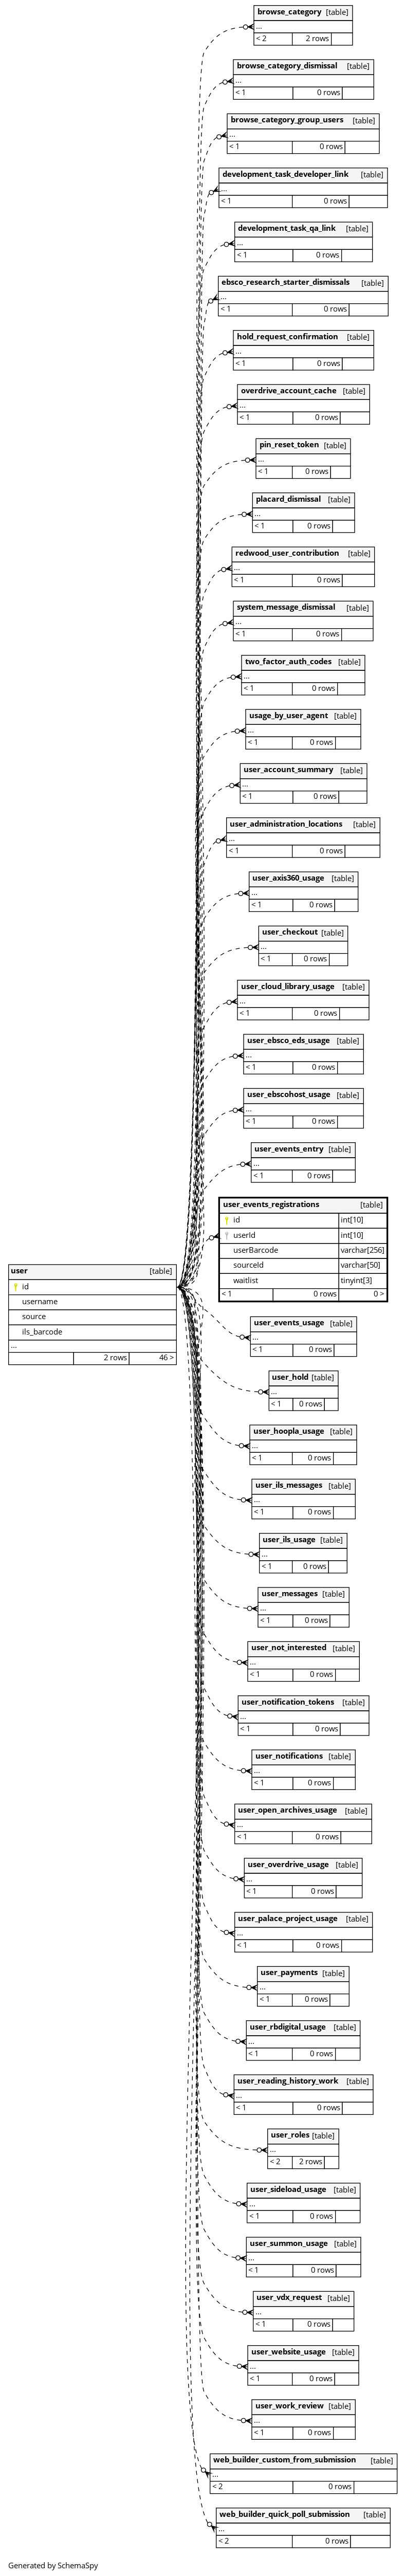 browse_category [table]
...
< 2 2 rows
browse_category_dismissal [table]
...
< 1 0 rows
browse_category_group_users [table]
...
< 1 0 rows
development_task_developer_link [table]
...
< 1 0 rows
development_task_qa_link [table]
...
< 1 0 rows
ebsco_research_starter_dismissals [table]
...
< 1 0 rows
hold_request_confirmation [table]
...
< 1 0 rows
overdrive_account_cache [table]
...
< 1 0 rows
pin_reset_token [table]
...
< 1 0 rows
placard_dismissal [table]
...
< 1 0 rows
redwood_user_contribution [table]
...
< 1 0 rows
system_message_dismissal [table]
...
< 1 0 rows
two_factor_auth_codes [table]
...
< 1 0 rows
usage_by_user_agent [table]
...
< 1 0 rows
user_account_summary [table]
...
< 1 0 rows
user_administration_locations [table]
...
< 1 0 rows
user_axis360_usage [table]
...
< 1 0 rows
user_checkout [table]
...
< 1 0 rows
user_cloud_library_usage [table]
...
< 1 0 rows
user_ebsco_eds_usage [table]
...
< 1 0 rows
user_ebscohost_usage [table]
...
< 1 0 rows
user_events_entry [table]
...
< 1 0 rows
user_events_registrations [table]
id int[10]
userId int[10]
userBarcode varchar[256]
sourceId varchar[50]
waitlist tinyint[3]
< 1 0 rows 0 >
user [table]
id
username
source
ils_barcode
...
2 rows 46 >
user_events_usage [table]
...
< 1 0 rows
user_hold [table]
...
< 1 0 rows
user_hoopla_usage [table]
...
< 1 0 rows
user_ils_messages [table]
...
< 1 0 rows
user_ils_usage [table]
...
< 1 0 rows
user_messages [table]
...
< 1 0 rows
user_not_interested [table]
...
< 1 0 rows
user_notification_tokens [table]
...
< 1 0 rows
user_notifications [table]
...
< 1 0 rows
user_open_archives_usage [table]
...
< 1 0 rows
user_overdrive_usage [table]
...
< 1 0 rows
user_palace_project_usage [table]
...
< 1 0 rows
user_payments [table]
...
< 1 0 rows
user_rbdigital_usage [table]
...
< 1 0 rows
user_reading_history_work [table]
...
< 1 0 rows
user_roles [table]
...
< 2 2 rows
user_sideload_usage [table]
...
< 1 0 rows
user_summon_usage [table]
...
< 1 0 rows
user_vdx_request [table]
...
< 1 0 rows
user_website_usage [table]
...
< 1 0 rows
user_work_review [table]
...
< 1 0 rows
web_builder_custom_from_submission [table]
...
< 2 0 rows
web_builder_quick_poll_submission [table]
...
< 2 0 rows
Generated by SchemaSpy